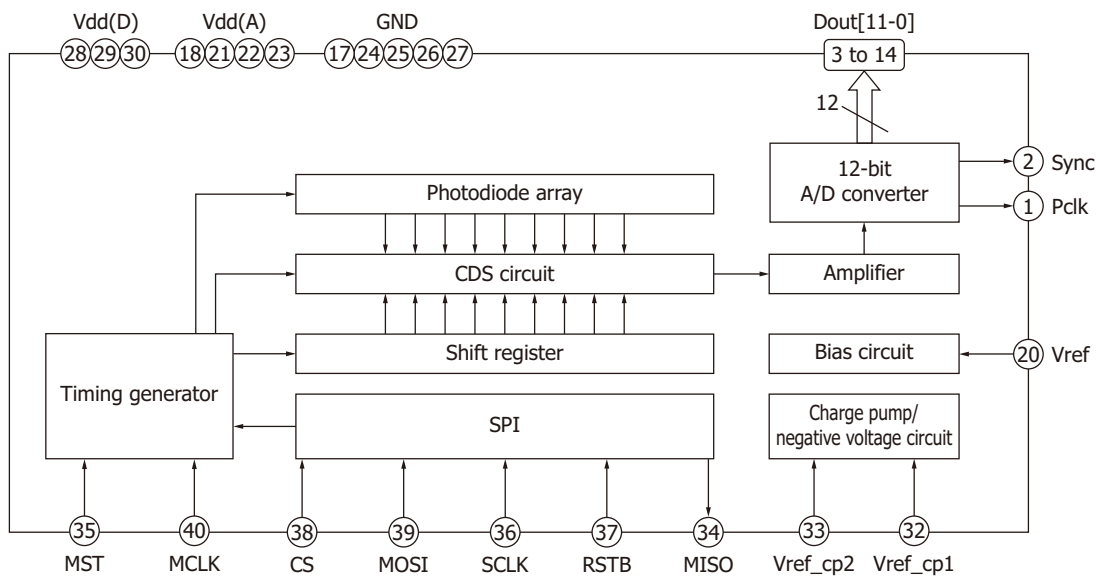 Vdd(D) Vdd(A) GND Dout[11-0]
28 29 30 18 21 22 23 17 24 25 26 27 3 to 14
12
12-bit
A/D converter
2 Sync
1 Pclk
Photodiode array
CDS circuit
Amplifier
Shift register
Bias circuit
20 Vref
Timing generator
SPI
Charge pump/
negative voltage circuit
35 40 38 39 36 37 34 33 32
MST MCLK CS MOSI SCLK RSTB MISO Vref_cp2 Vref_cp1